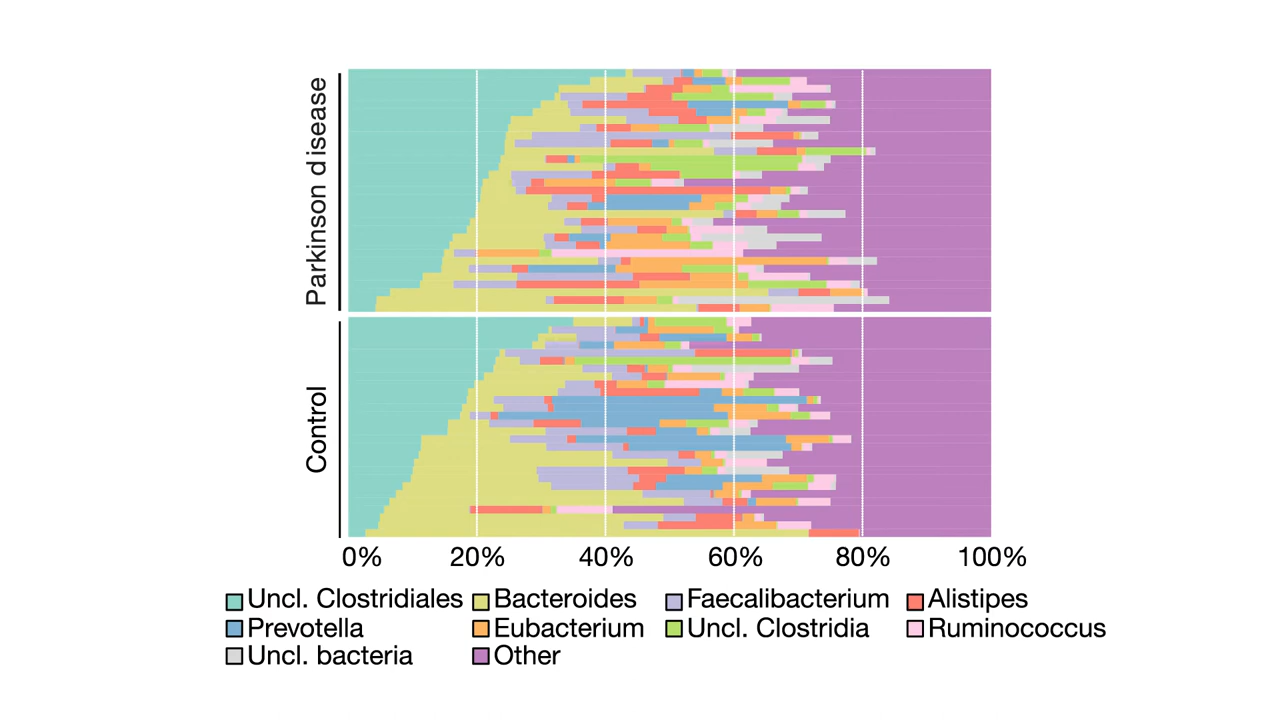 Parkinson disease
Control
0% 20% 40% 60% 80% 100%
Uncl. Clostridiales Bacteroides Faecalibacterium Alistipes
Prevotella Eubacterium Uncl. Clostridia Ruminococcus
Uncl. bacteria Other